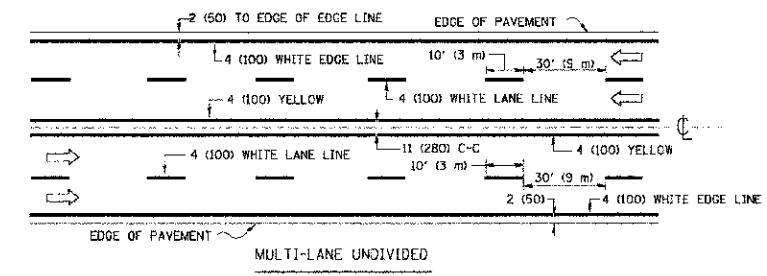 2 (50) TO EDGE OF EDGE LINE
EDGE OF PAVEMENT
4 (100) WHITE EDGE LINE
10' (3 m)
30' (9 m)
4 (100) YELLOW
4 (100) WHITE LANE LINE
℄
4 (100) WHITE LANE LINE
11 (280) C-C
4 (100) YELLOW
10' (3 m)
30' (9 m)
2 (50)
4 (100) WHITE EDGE LINE
EDGE OF PAVEMENT
MULTI-LANE UNDIVIDED